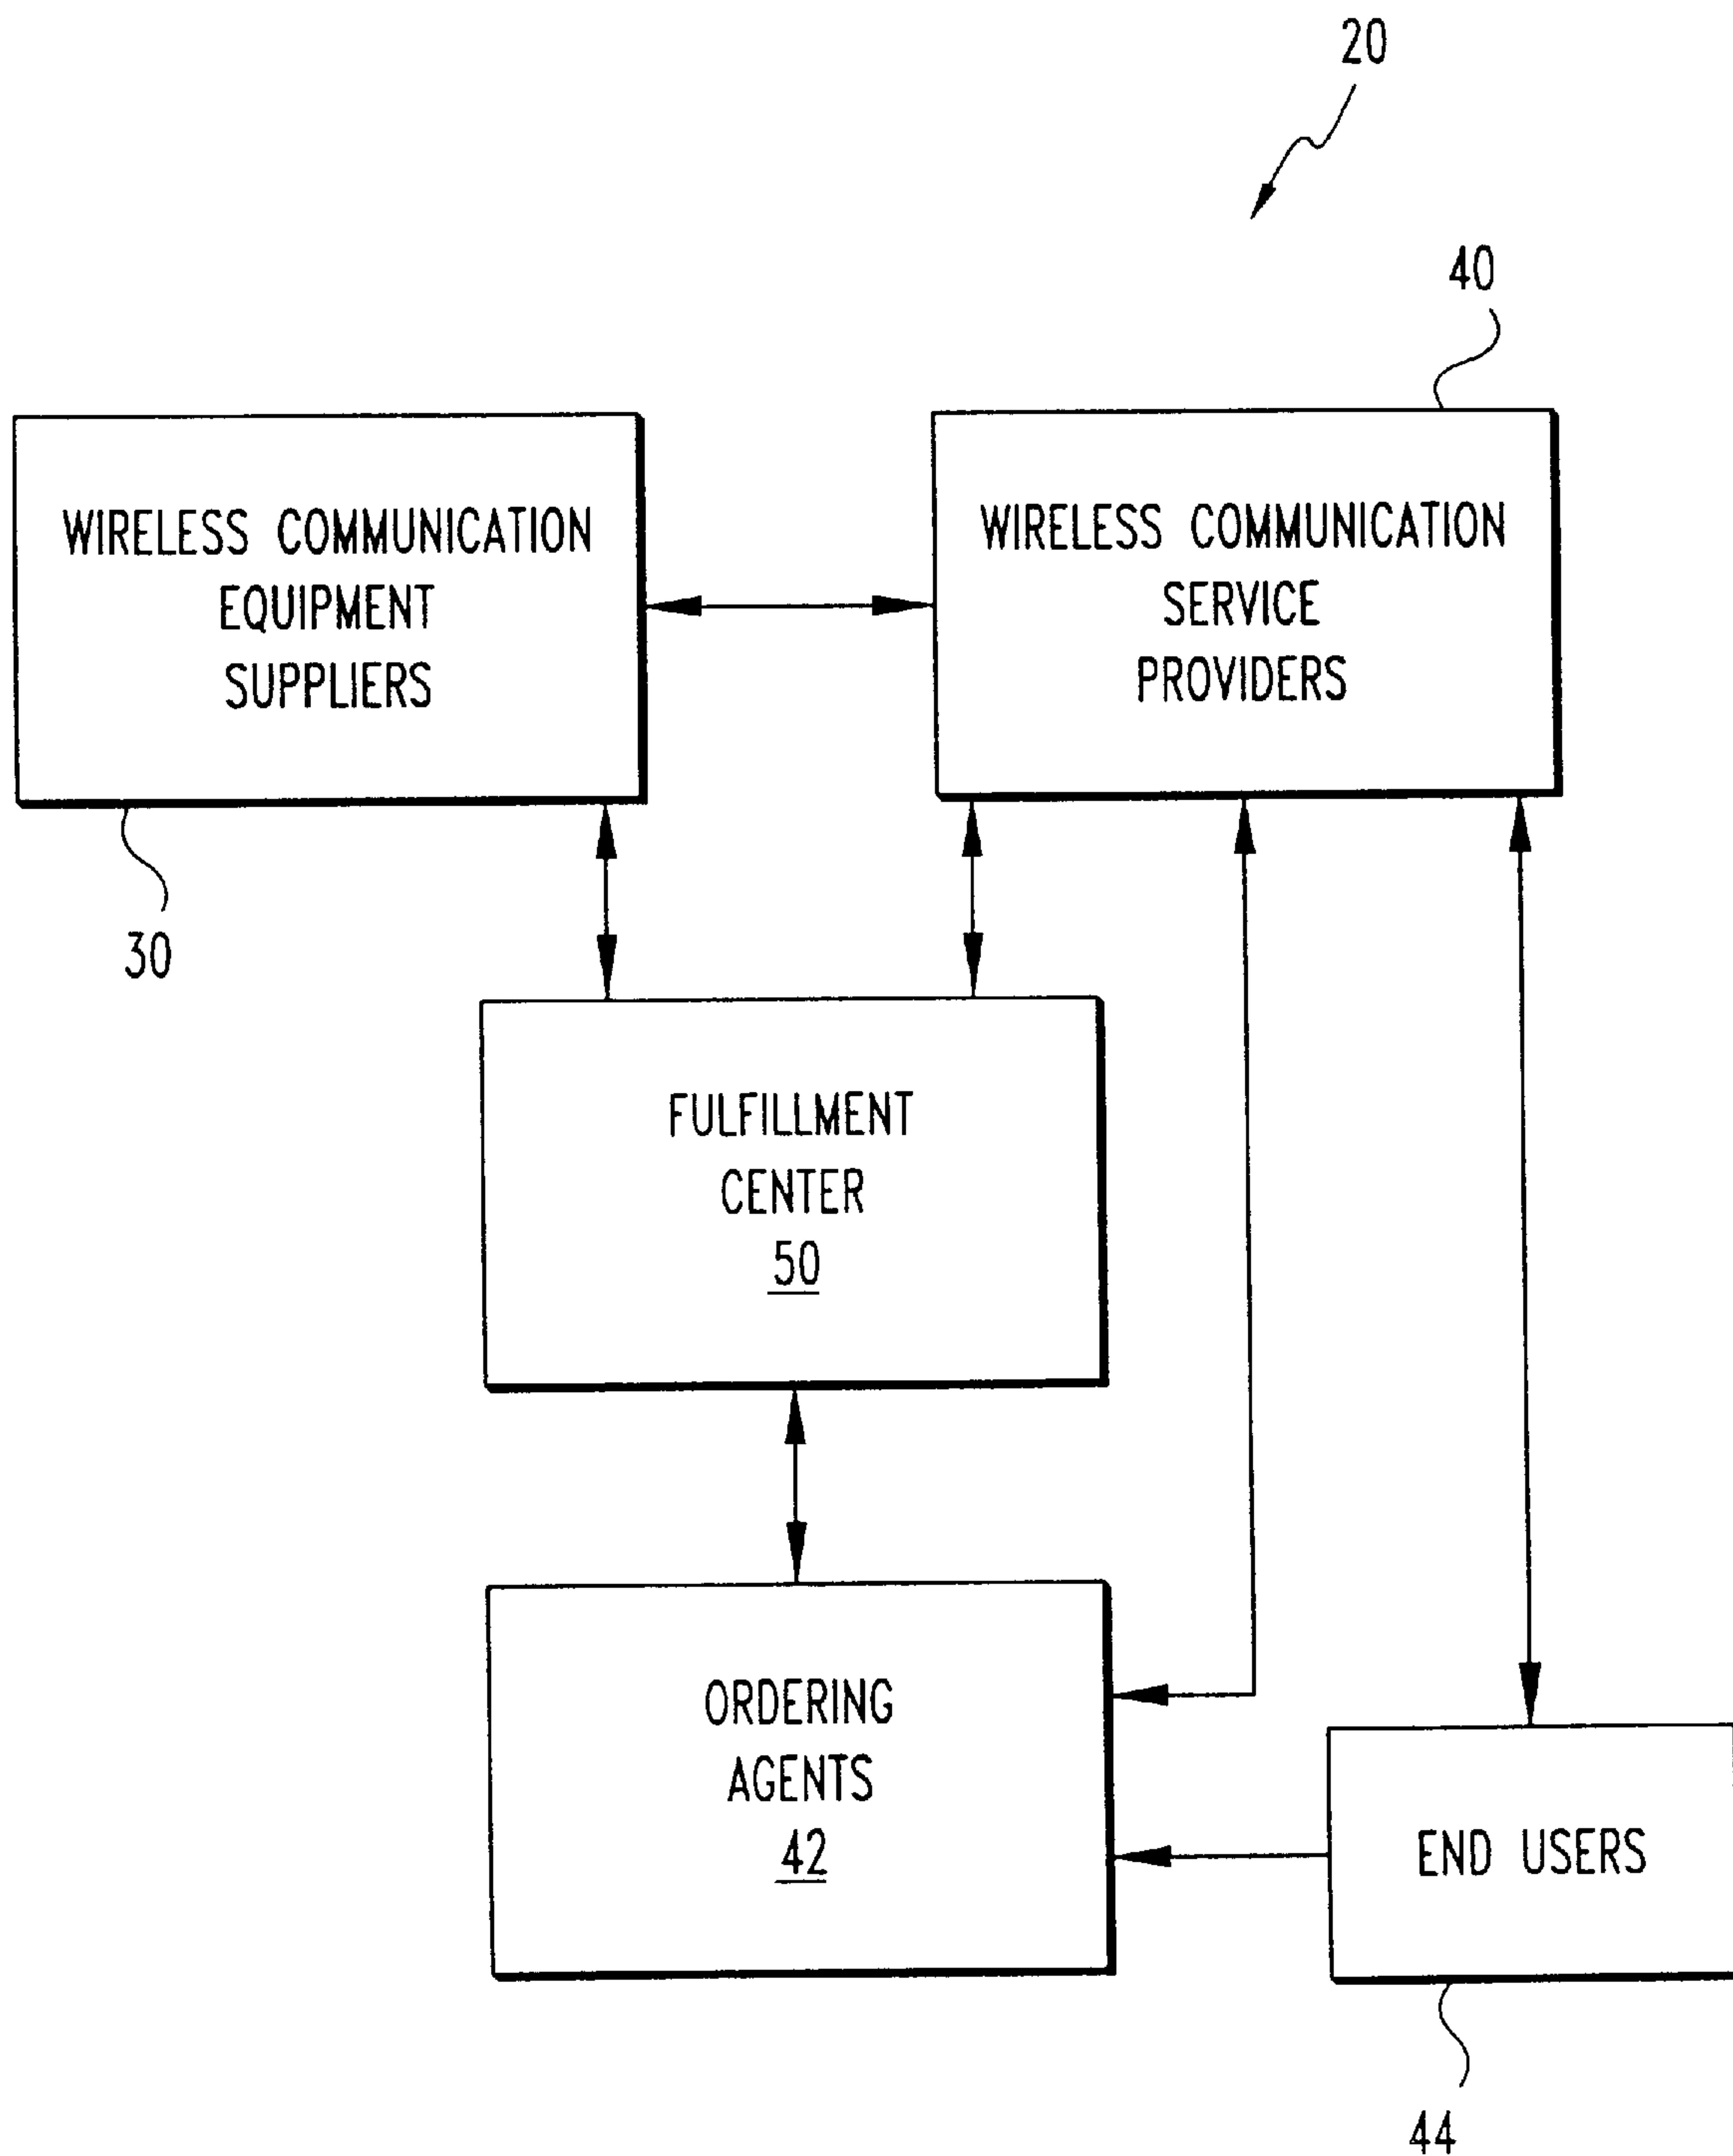 20
40
WIRELESS COMMUNICATION
EQUIPMENT
SUPPLIERS
WIRELESS COMMUNICATION
SERVICE
PROVIDERS
30
FULFILLMENT
CENTER
50
ORDERING
AGENTS
42
END USERS
44